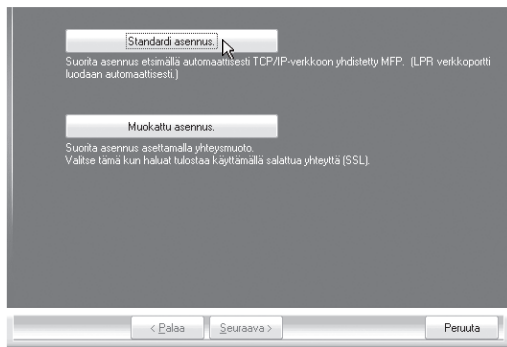 Standardi asennus.
Suorita asennus etsimällä automaattisesti TCP/IP-verkkoon yhdistetty MFP. (LPR verkkoportti
luodaan automaattisesti.)
Muokattu asennus.
Suorita asennus asettamalla yhteysmuoto.
Valitse tämä kun haluat tulostaa käyttämällä salattua yhteyttä (SSL).
< Palaa Seuraava > Peruuta